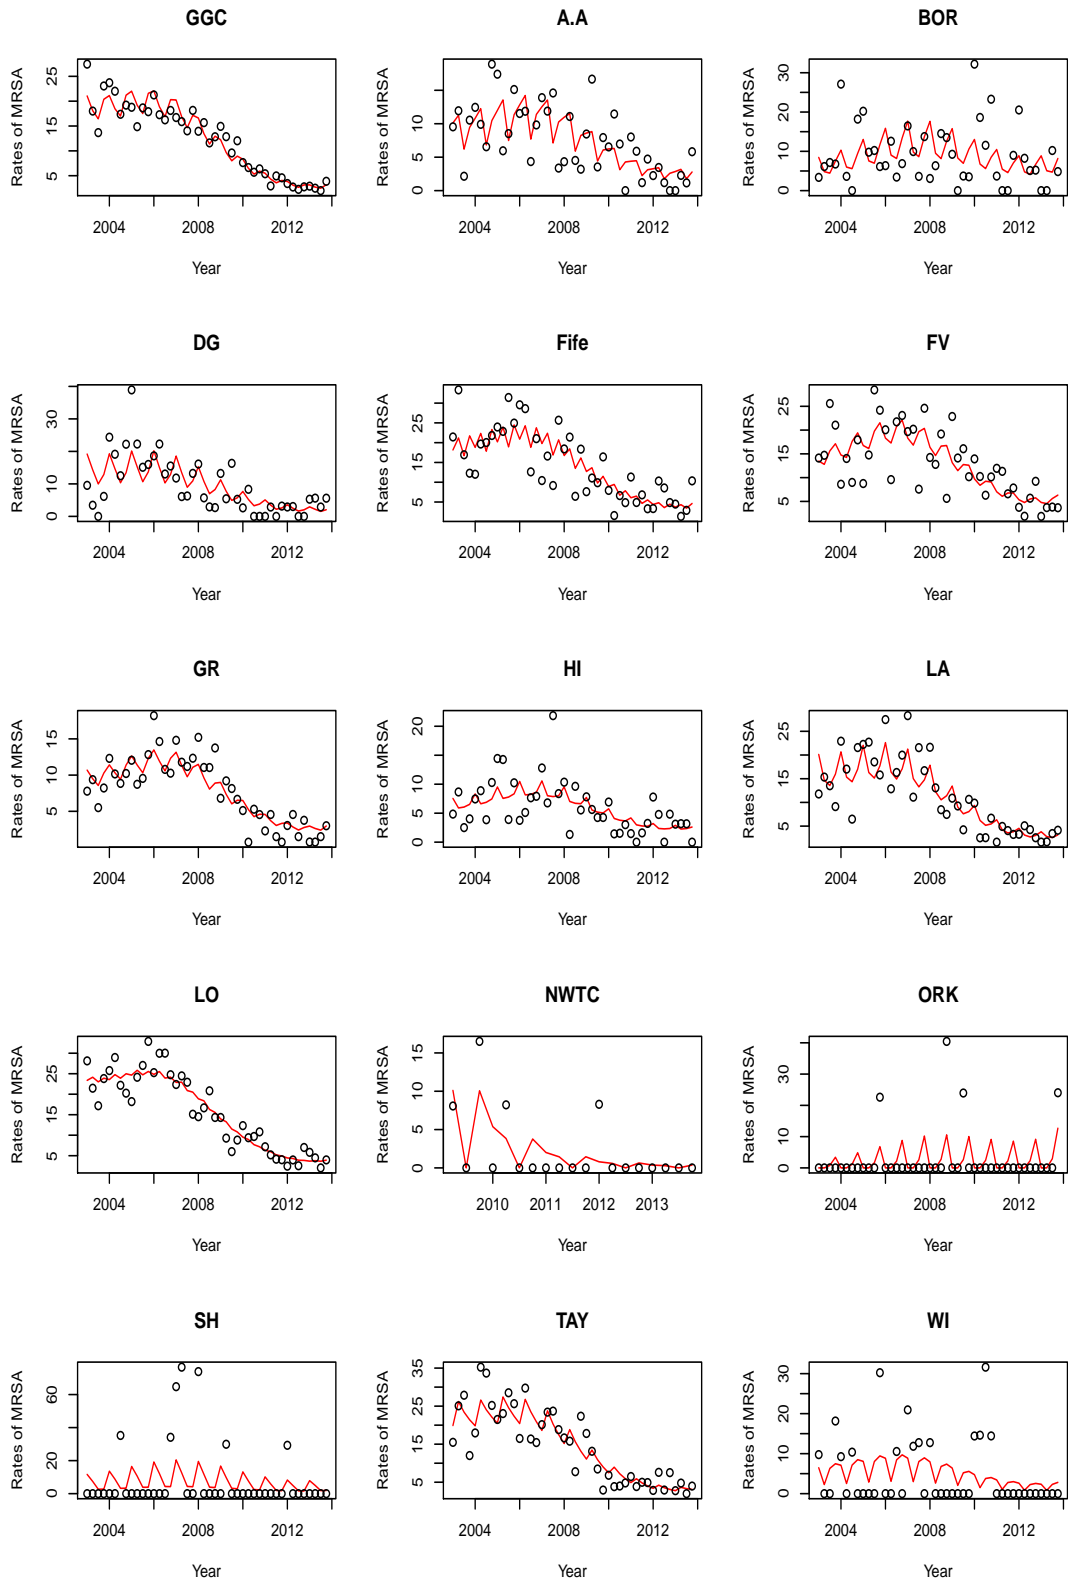 GGC
Rates of MRSA
5
15
25
2004
2008
2012
Year
A.A
Rates of MRSA
0
5
10
2004
2008
2012
Year
BOR
Rates of MRSA
0
10
20
30
2004
2008
2012
Year
DG
Rates of MRSA
0
10
30
2004
2008
2012
Year
Fife
Rates of MRSA
5
15
25
2004
2008
2012
Year
FV
Rates of MRSA
5
15
25
2004
2008
2012
Year
GR
Rates of MRSA
5
10
15
2004
2008
2012
Year
HI
Rates of MRSA
0
5
10
20
2004
2008
2012
Year
LA
Rates of MRSA
5
15
25
2004
2008
2012
Year
LO
Rates of MRSA
5
15
25
2004
2008
2012
Year
NWTC
Rates of MRSA
0
5
10
15
2010
2011
2012
2013
Year
ORK
Rates of MRSA
0
10
30
2004
2008
2012
Year
SH
Rates of MRSA
0
20
60
2004
2008
2012
Year
TAY
Rates of MRSA
5
15
25
35
2004
2008
2012
Year
WI
Rates of MRSA
0
10
20
30
2004
2008
2012
Year